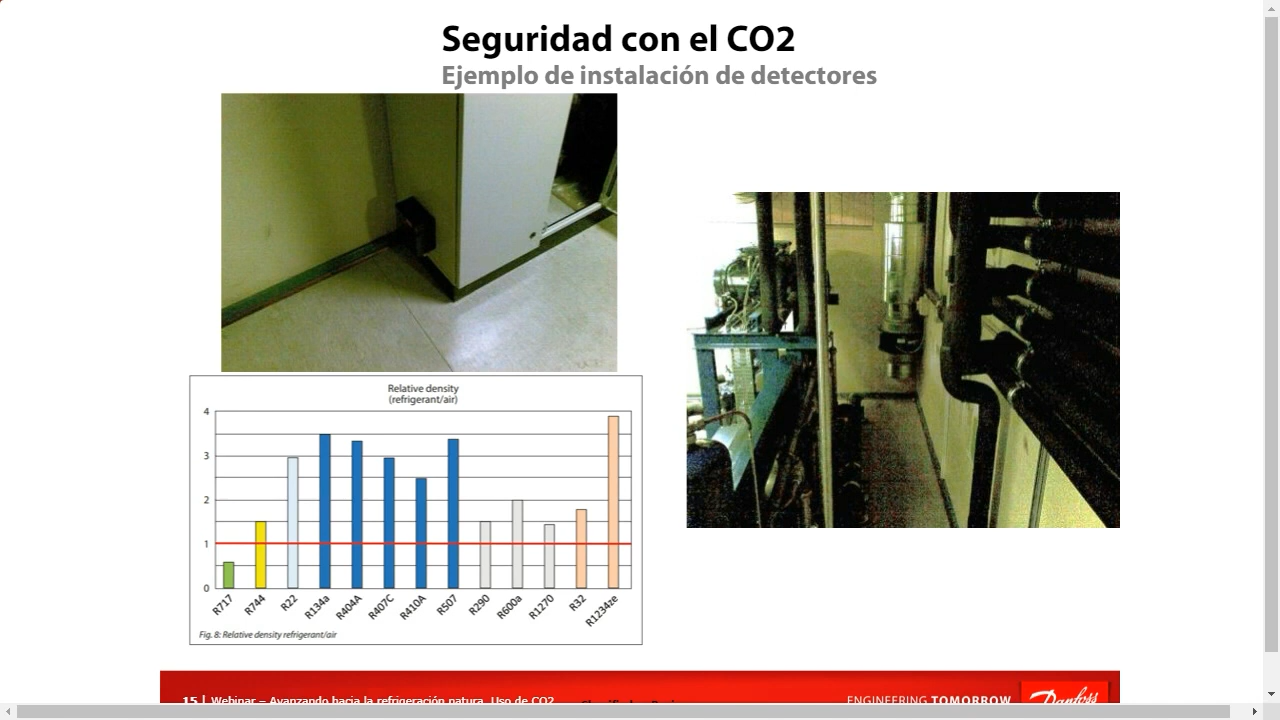 Seguridad con el CO2
Ejemplo de instalación de detectores
Relative density
(refrigerant/air)
4
3
2
1
0
R717
R744
R22
R134a
R404A
R407C
R410A
R507
R290
R600a
R1270
R32
R1234ze
Fig. 8: Relative density refrigerant/air
15 | Webinar – Avanzando hacia la refrigeración natura. Uso de CO2
ENGINEERING TOMORROW
Danfoss